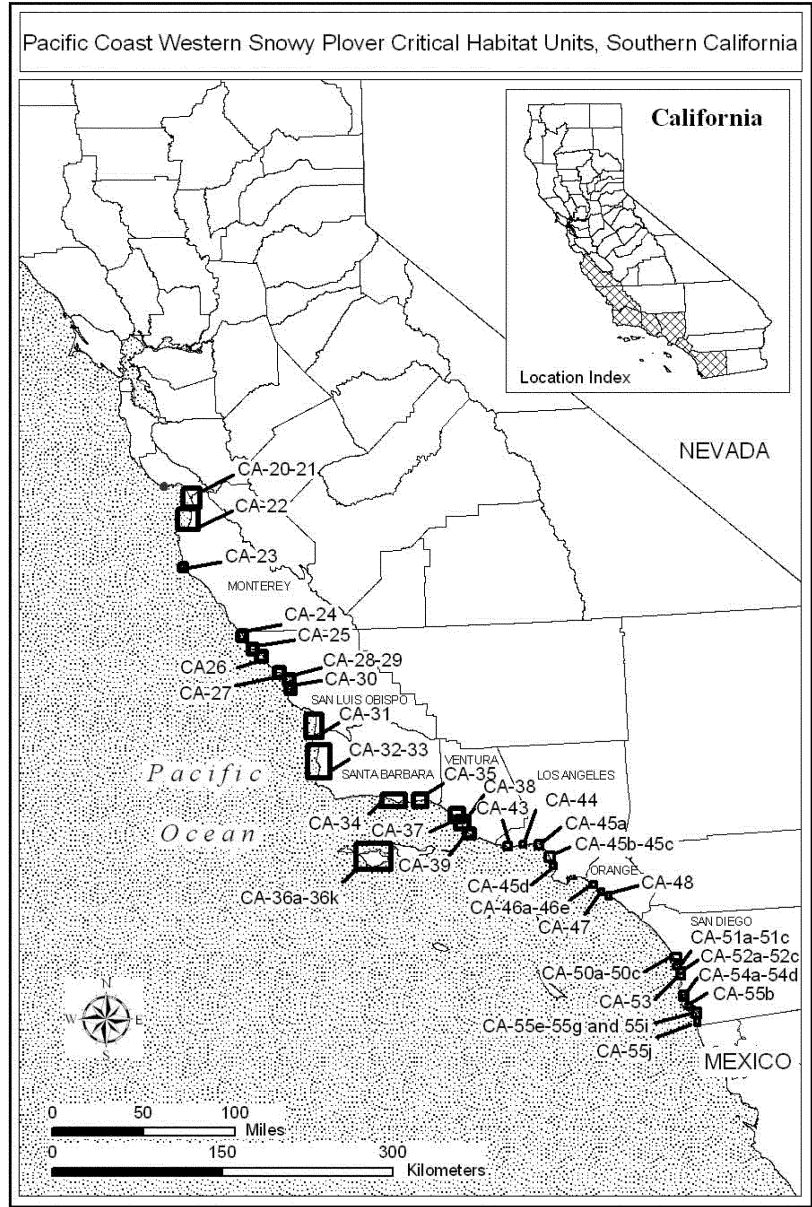 Pacific Coast Western Snowy Plover Critical Habitat Units, Southern California
California
Location Index
NEVADA
CA-20-21
CA-22
CA-23
MONTEREY
CA-24
CA-25
CA26
CA-28-29
CA-27
CA-30
SAN LUIS OBISPO
CA-31
CA-32-33
VENTURA
Pacific
Ocean
SANTA BARBARA
CA-35
CA-38
LOS ANGELES
CA-43
CA-44
CA-34
CA-37
CA-45a
CA-45b-45c
CA-39
ORANGE
CA-36a-36k
CA-45d
CA-48
CA-46a-46e
CA-47
SAN DIEGO
CA-51a-51c
CA-52a-52c
CA-50a-50c
CA-54a-54d
CA-53
CA-55b
CA-55e-55g and 55i
CA-55j
MEXICO
N
W E
S
0 50 100
Miles
0 150 300
Kilometers